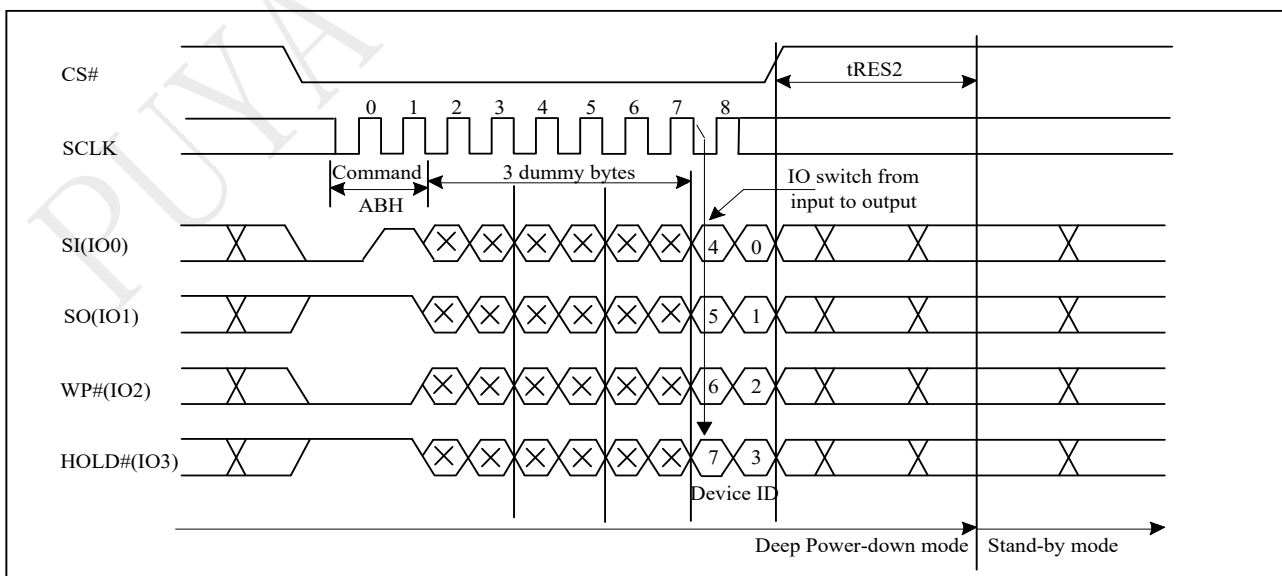 PUYA
CS#
tRES2
0 1 2 3 4 5 6 7 8
SCLK
Command
3 dummy bytes
IO switch from
input to output
ABH
SI(IO0)
4 0
SO(IO1)
5 1
WP#(IO2)
6 2
HOLD#(IO3)
7 3
Device ID
Deep Power-down mode Stand-by mode